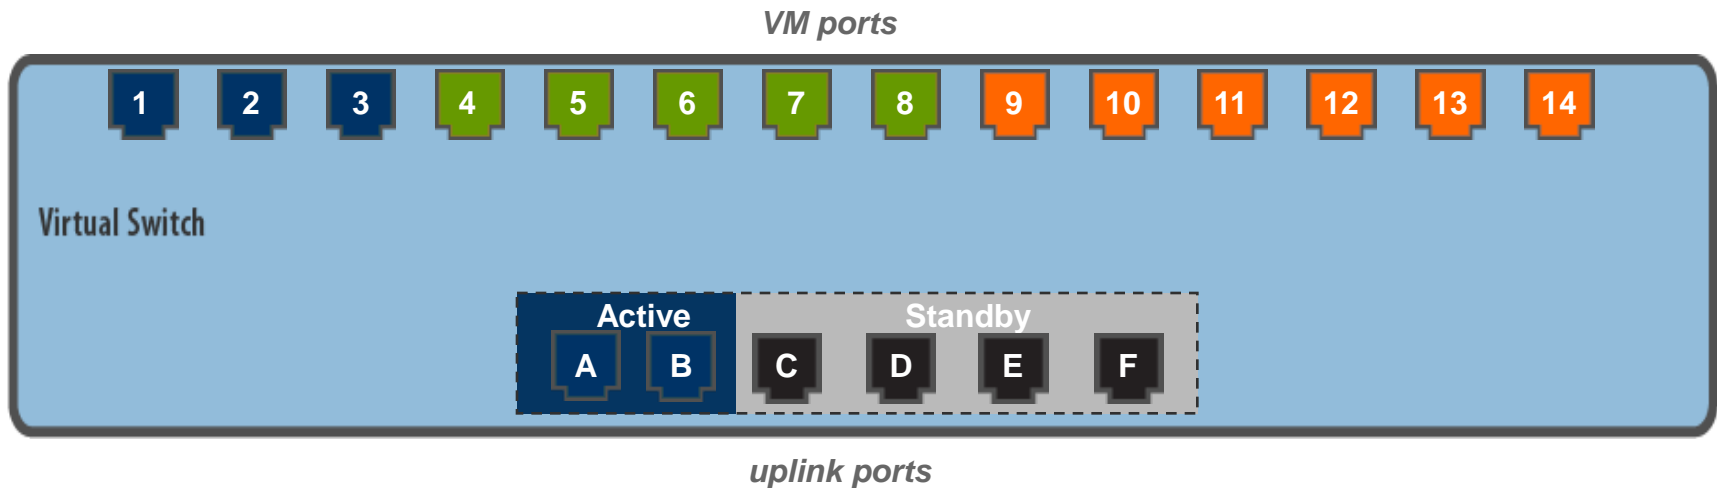 VM ports
1 2 3 4 5 6 7 8 9 10 11 12 13 14
Virtual Switch
Active Standby
A B C D E F
uplink ports